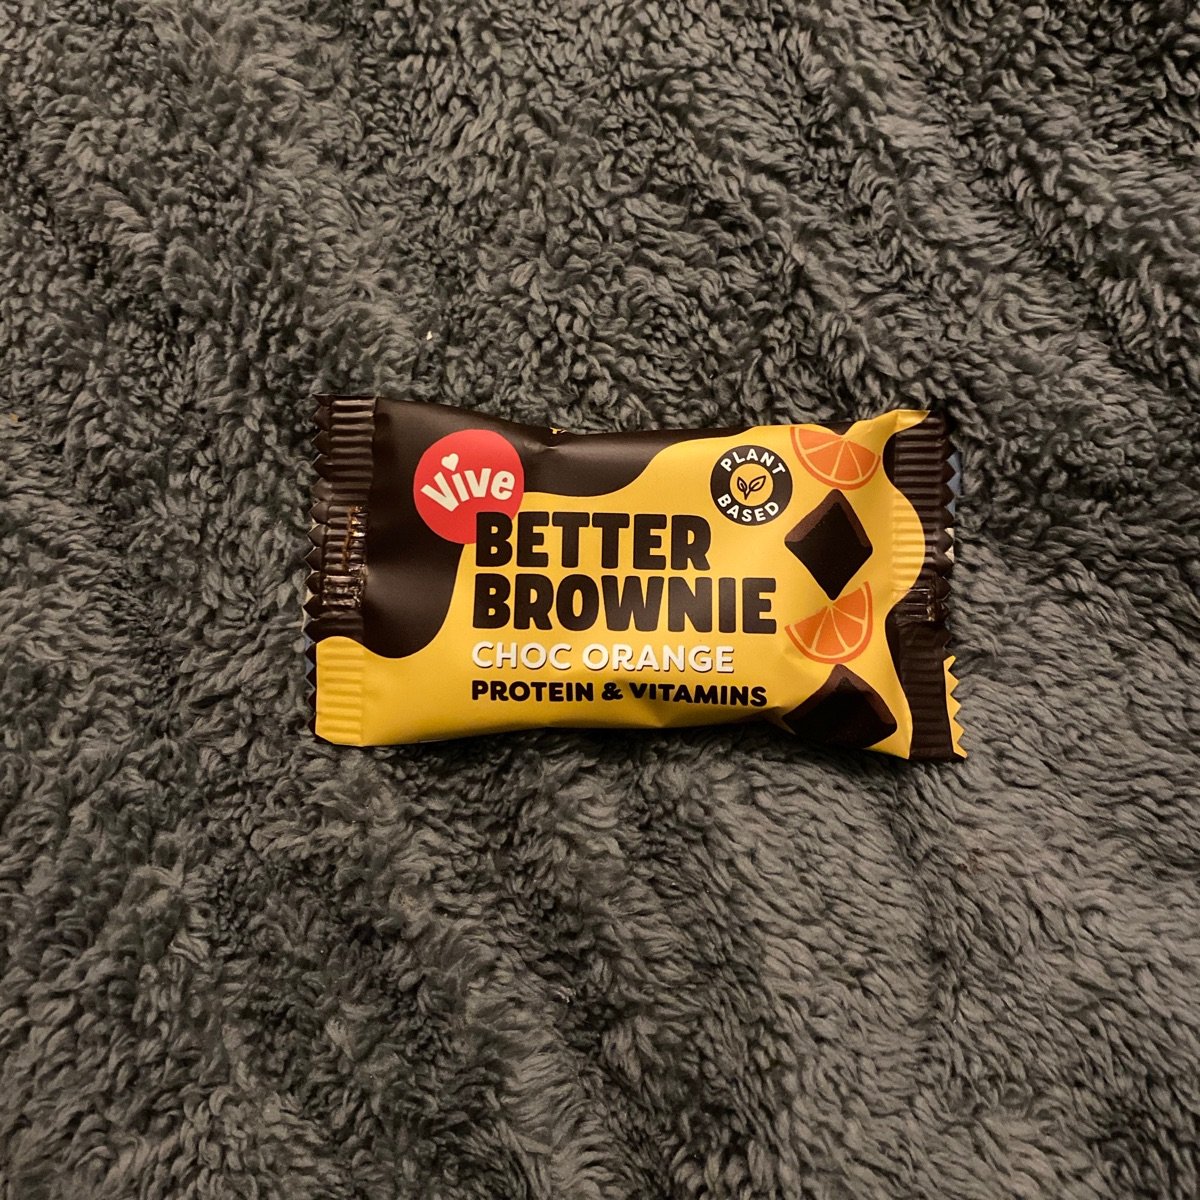 Vive
PLANT
BASED
BETTER
BROWNIE
CHOC ORANGE
PROTEIN & VITAMINS